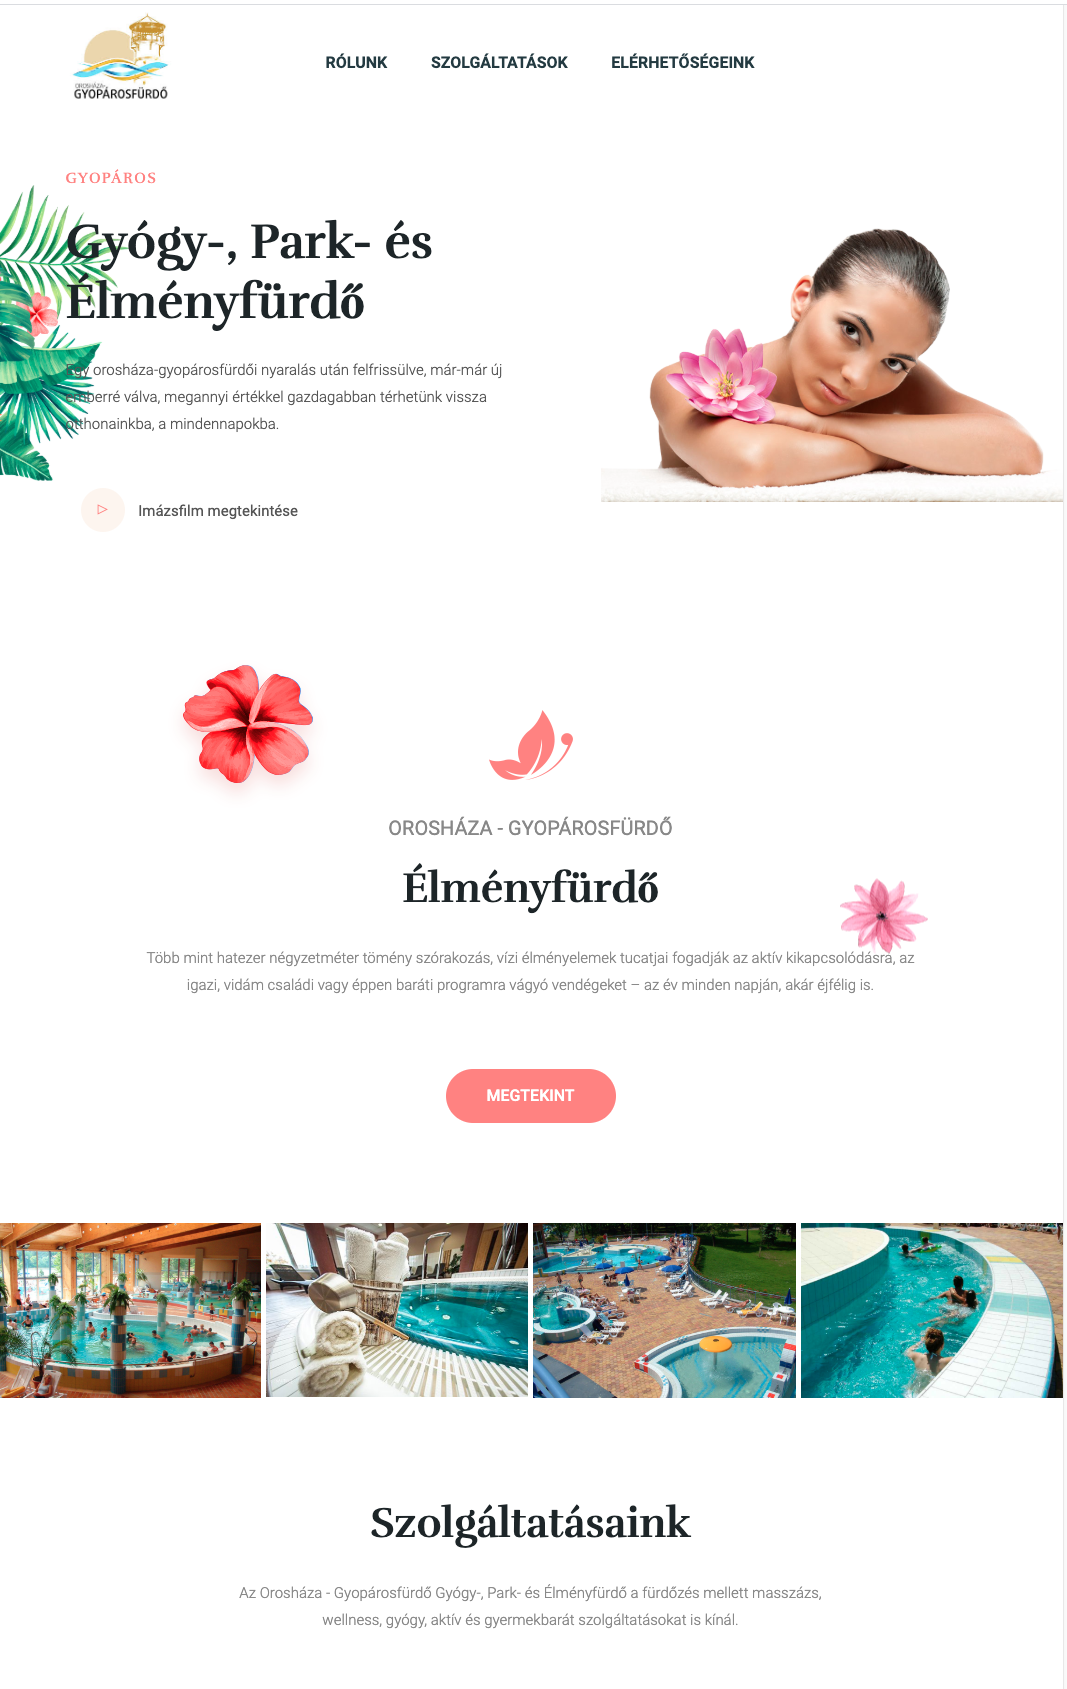 OROSHÁZA-
GYOPÁROSFÜRDŐ
RÓLUNK
SZOLGÁLTATÁSOK
ELÉRHETŐSÉGEINK
GYOPÁROS
Gyógy-, Park- és
Élményfürdő
Egy orosháza-gyopárosfürdői nyaralás után felfrissülve, már-már új
emberré válva, megannyi értékkel gazdagabban térhetünk vissza
otthonainkba, a mindennapokba.
Imázsfilm megtekintése
OROSHÁZA - GYOPÁROSFÜRDŐ
Élményfürdő
Több mint hatezer négyzetméter tömény szórakozás, vízi élményelemek tucatjai fogadják az aktív kikapcsolódásra, az
igazi, vidám családi vagy éppen baráti programra vágyó vendégeket – az év minden napján, akár éjfélig is.
MEGTEKINT
Szolgáltatásaink
Az Orosháza - Gyopárosfürdő Gyógy-, Park- és Élményfürdő a fürdőzés mellett masszázs,
wellness, gyógy, aktív és gyermekbarát szolgáltatásokat is kínál.